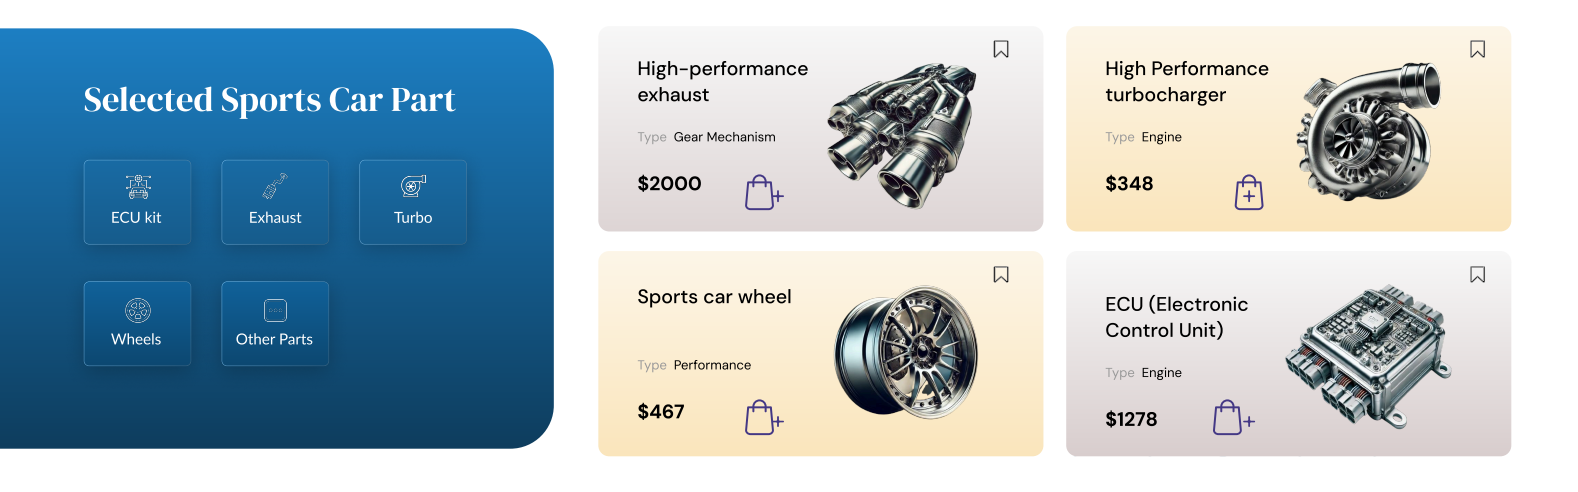 Selected Sports Car Part
ECU kit
Exhaust
Turbo
Wheels
Other Parts
High-performance
exhaust
Type Gear Mechanism
$2000
High Performance
turbocharger
Type Engine
$348
Sports car wheel
Type Performance
$467
ECU (Electronic
Control Unit)
Type Engine
$1278